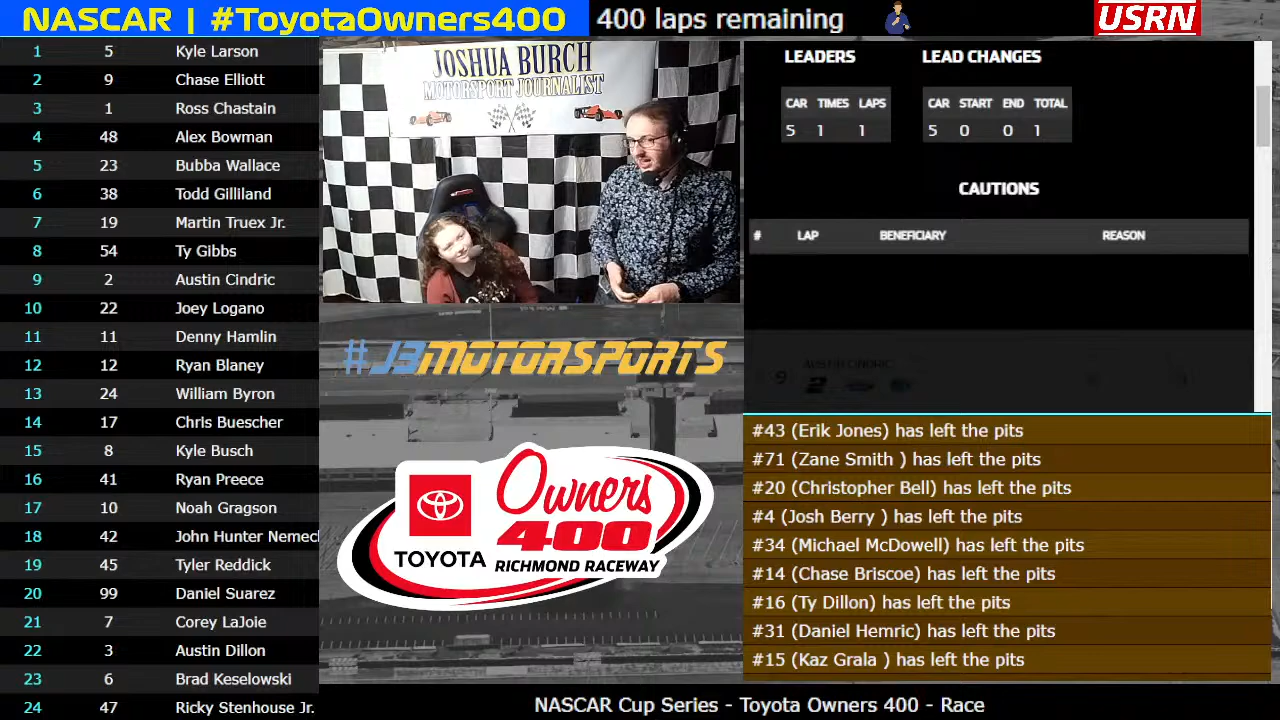 NASCAR | #ToyotaOwners400
400 laps remaining
USRN
1 5 Kyle Larson
2 9 Chase Elliott
3 1 Ross Chastain
4 48 Alex Bowman
5 23 Bubba Wallace
6 38 Todd Gilliland
7 19 Martin Truex Jr.
8 54 Ty Gibbs
9 2 Austin Cindric
10 22 Joey Logano
11 11 Denny Hamlin
12 12 Ryan Blaney
13 24 William Byron
14 17 Chris Buescher
15 8 Kyle Busch
16 41 Ryan Preece
17 10 Noah Gragson
18 42 John Hunter Nemech
19 45 Tyler Reddick
20 99 Daniel Suarez
21 7 Corey LaJoie
22 3 Austin Dillon
23 6 Brad Keselowski
24 47 Ricky Stenhouse Jr.
JOSHUA BURCH
MOTORSPORT JOURNALIST
#JBMOTORSPORTS
Owners
400
TOYOTA
RICHMOND RACEWAY
LEADERS
CAR TIMES LAPS
5 1 1
LEAD CHANGES
CAR START END TOTAL
5 0 0 1
CAUTIONS
# LAP BENEFICIARY REASON
9 AUSTIN CINDRIC
2
#43 (Erik Jones) has left the pits
#71 (Zane Smith ) has left the pits
#20 (Christopher Bell) has left the pits
#4 (Josh Berry ) has left the pits
#34 (Michael McDowell) has left the pits
#14 (Chase Briscoe) has left the pits
#16 (Ty Dillon) has left the pits
#31 (Daniel Hemric) has left the pits
#15 (Kaz Grala ) has left the pits
NASCAR Cup Series - Toyota Owners 400 - Race